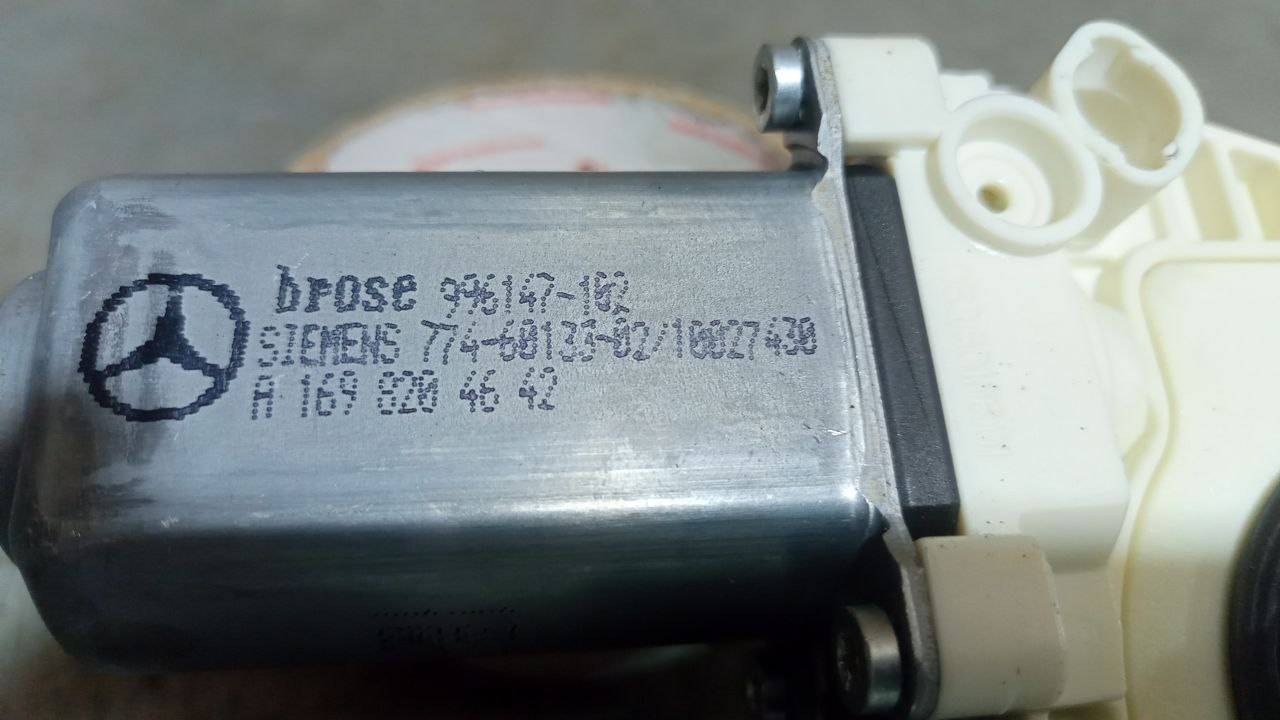 brose 996147-102
SIEMENS 774-60133-02/10027430
A 169 820 46 42